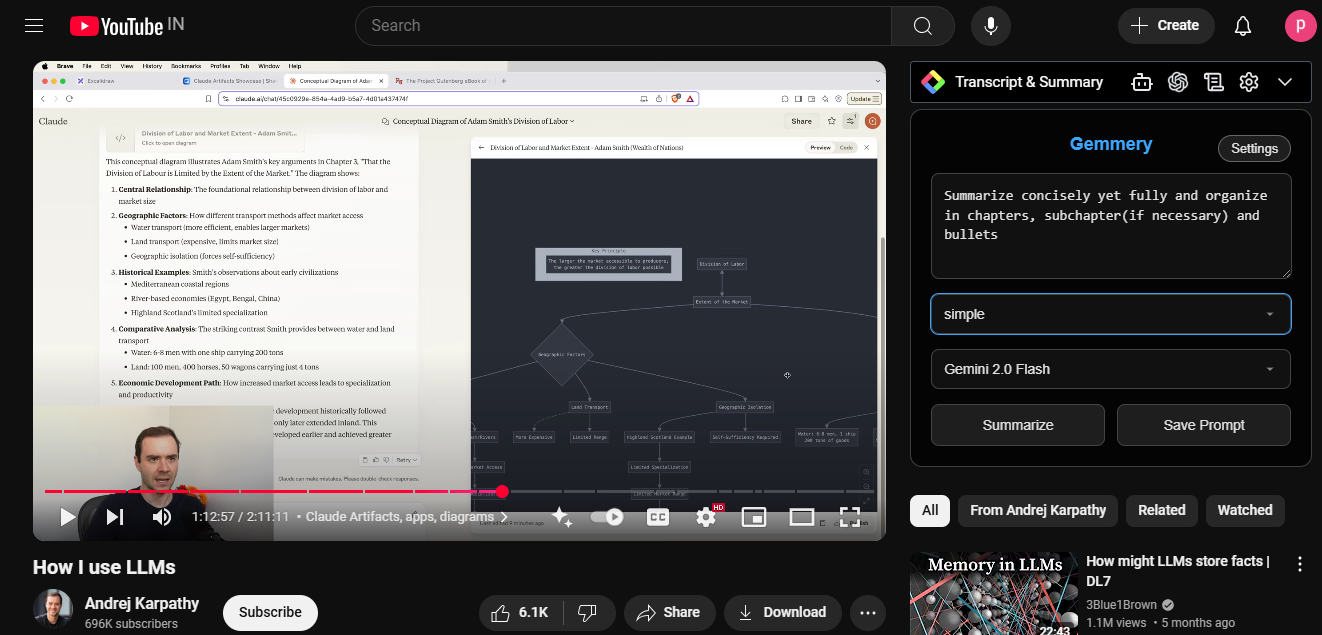 YouTube IN
Search
Create
P
Brave File Edit View History Bookmarks Profiles Tab Window Help
Excalidraw
Claude Artifacts Showcase | Sha
Conceptual Diagram of Adam
The Project Gutenberg eBook of
claude.ai/chat/45c0929e-854a-4ad9-b5a7-4d01a437474f
Update
Claude
Conceptual Diagram of Adam Smith's Division of Labor
Share
Division of Labor and Market Extent - Adam Smit...
Click to open diagram
This conceptual diagram illustrates Adam Smith's key arguments in Chapter 3, "That the
Division of Labour is Limited by the Extent of the Market." The diagram shows:
1. Central Relationship: The foundational relationship between division of labor and
market size
2. Geographic Factors: How different transport methods affect market access
• Water transport (more efficient, enables larger markets)
• Land transport (expensive, limits market size)
• Geographic isolation (forces self-sufficiency)
3. Historical Examples: Smith's observations about early civilizations
• Mediterranean coastal regions
• River-based economies (Egypt, Bengal, China)
• Highland Scotland's limited specialization
4. Comparative Analysis: The striking contrast Smith provides between water and land
transport
• Water: 6-8 men with one ship carrying 200 tons
• Land: 100 men, 400 horses, 50 wagons carrying just 4 tons
5. Economic Development Path: How increased market access leads to specialization
and productivity
development historically followed
only later extended inland. This
veloped earlier and achieved greater
Retry
Claude can make mistakes. Please double-check responses.
Division of Labor and Market Extent - Adam Smith (Wealth of Nations)
Preview Code
Key Principle
The larger the market accessible to producers,
the greater the division of labor possible
Division of Labor
Extent of the Market
Geographic Factors
Land Transport
Geographic Isolation
More Expensive
Limited Range
Highland Scotland Example
Self-Sufficiency Required
Water: 6-8 men, 1 ship
200 tons of goods
Market Access
Limited Specialization
Limited Market Range
1:12:57 / 2:11:11 • Claude Artifacts, apps, diagrams
CC
HD
How I use LLMs
Andrej Karpathy
696K subscribers
Subscribe
6.1K
Share
Download
Transcript & Summary
Gemmery
Settings
Summarize concisely yet fully and organize
in chapters, subchapter(if necessary) and
bullets
simple
Gemini 2.0 Flash
Summarize
Save Prompt
All
From Andrej Karpathy
Related
Watched
Memory in LLMs
22:43
How might LLMs store facts |
DL7
3Blue1Brown
1.1M views • 5 months ago